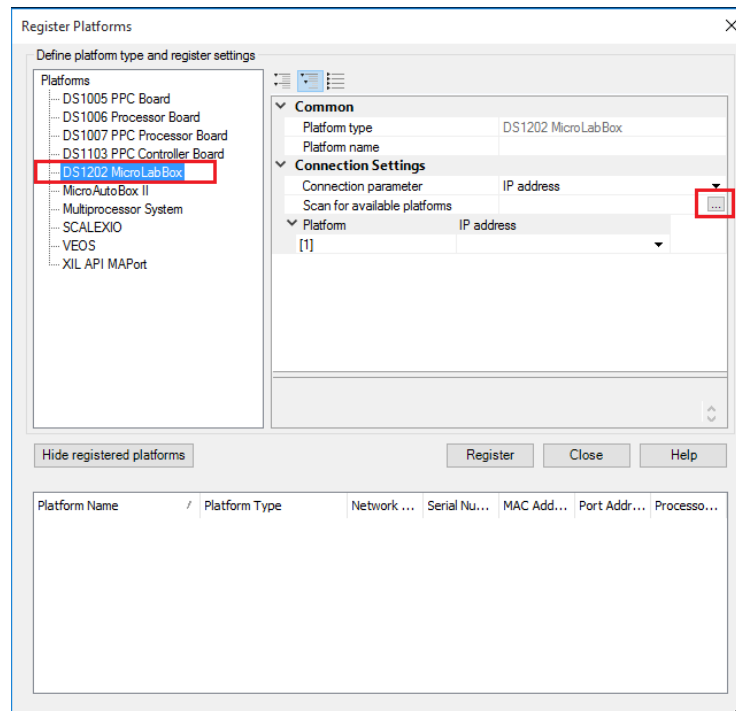 Register Platforms
Define platform type and register settings
Platforms
DS1005 PPC Board
DS1006 Processor Board
DS1007 PPC Processor Board
DS1103 PPC Controller Board
DS1202 MicroLabBox
MicroAutoBox II
Multiprocessor System
SCALEXIO
VEOS
XIL API MAPort
Common
Platform type DS1202 MicroLabBox
Platform name
Connection Settings
Connection parameter IP address
Scan for available platforms ...
Platform IP address
[1]
Hide registered platforms Register Close Help
Platform Name / Platform Type Network ... Serial Nu... MAC Add... Port Addr... Processo...